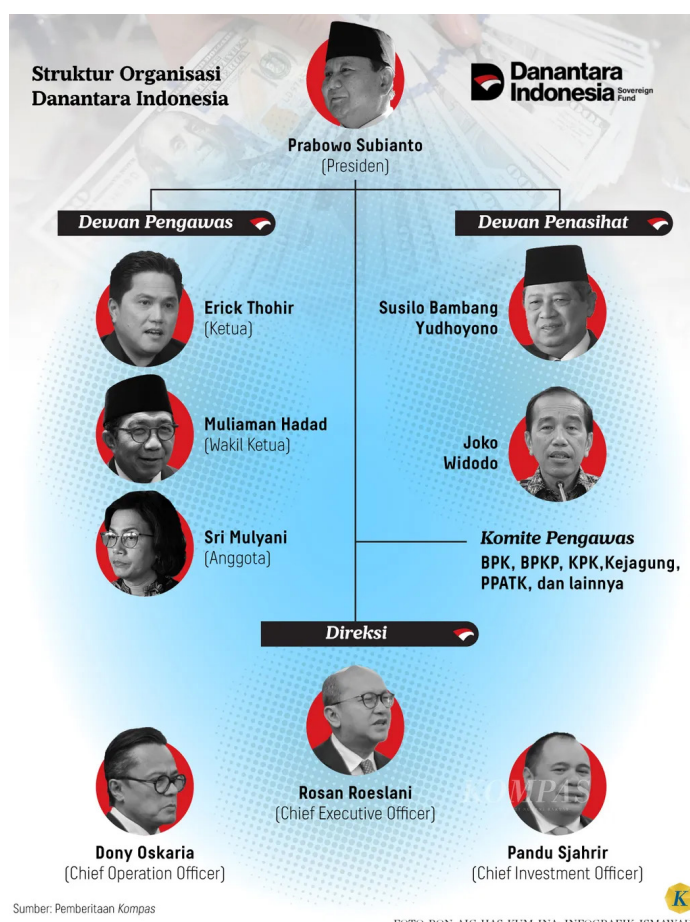 Struktur Organisasi
Danantara Indonesia
Danantara
Indonesia Sovereign Fund
Prabowo Subianto
(Presiden)
Dewan Pengawas
Dewan Penasihat
Erick Thohir
(Ketua)
Susilo Bambang
Yudhoyono
Muliaman Hadad
(Wakil Ketua)
Joko
Widodo
Sri Mulyani
(Anggota)
Komite Pengawas
BPK, BPKP, KPK,Kejagung,
PPATK, dan lainnya
Direksi
Rosan Roeslani
(Chief Executive Officer)
KOMPAS
Dony Oskaria
(Chief Operation Officer)
Pandu Sjahrir
(Chief Investment Officer)
K
Sumber: Pemberitaan Kompas